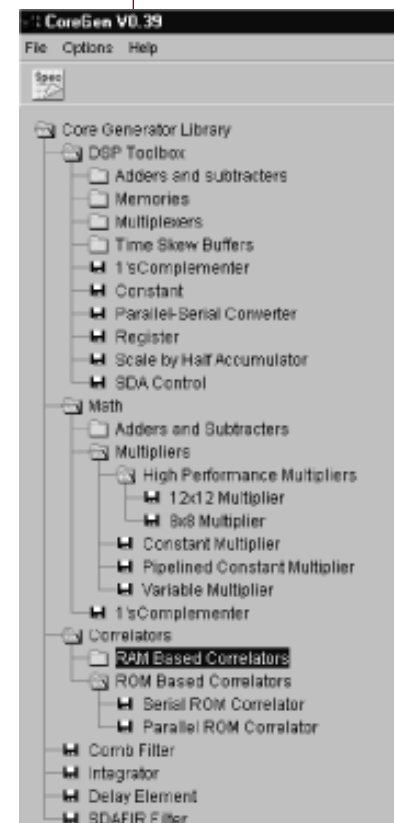 CoreGen V0.39
File Options Help
Spec
Core Generator Library
DSP Toolbox
Adders and subtracters
Memories
Multiplexers
Time Skew Buffers
1'sComplementer
Constant
Parallel-Serial Converter
Register
Scale by Half Accumulator
SDA Control
Math
Adders and Subtracters
Multipliers
High Performance Multipliers
12x12 Multiplier
8x8 Multiplier
Constant Multiplier
Pipelined Constant Multiplier
Variable Multiplier
1'sComplementer
Correlators
RAM Based Correlators
ROM Based Correlators
Serial ROM Correlator
Parallel ROM Correlator
Comb Filter
Integrator
Delay Element
SDAFIR Filter